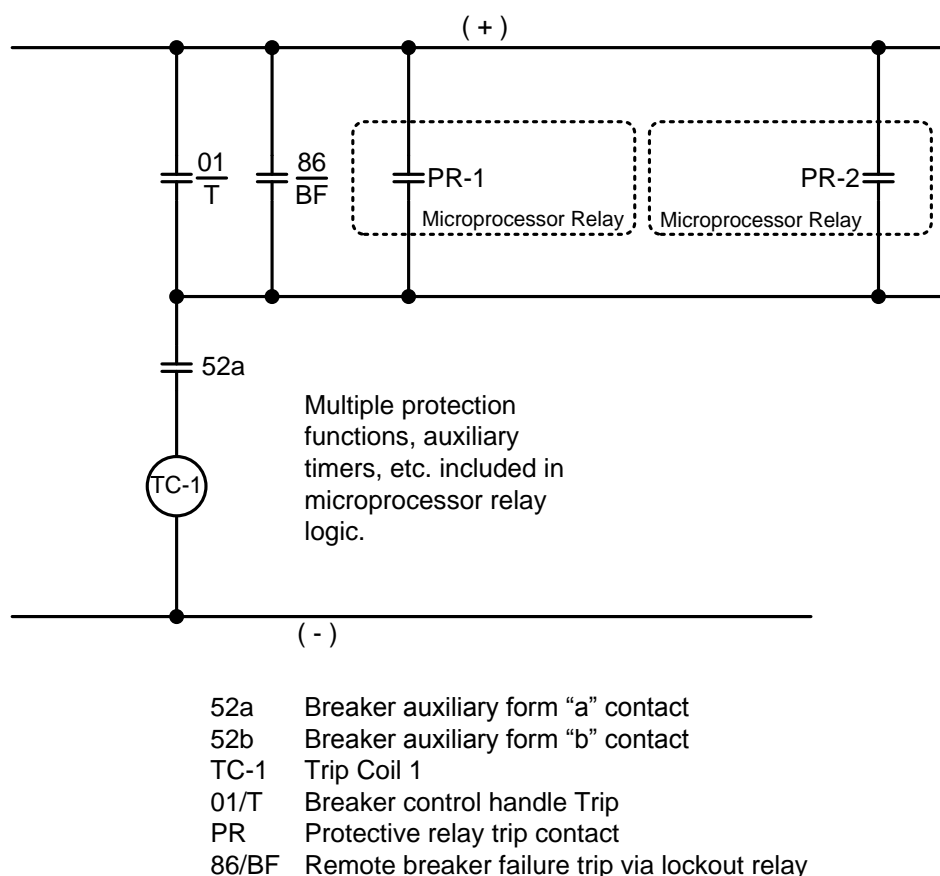 ( + )
01
T
86
BF
PR-1
Microprocessor Relay
PR-2
Microprocessor Relay
52a
TC-1
Multiple protection
functions, auxiliary
timers, etc. included in
microprocessor relay
logic.
( - )
52a Breaker auxiliary form “a” contact
52b Breaker auxiliary form “b” contact
TC-1 Trip Coil 1
01/T Breaker control handle Trip
PR Protective relay trip contact
86/BF Remote breaker failure trip via lockout relay